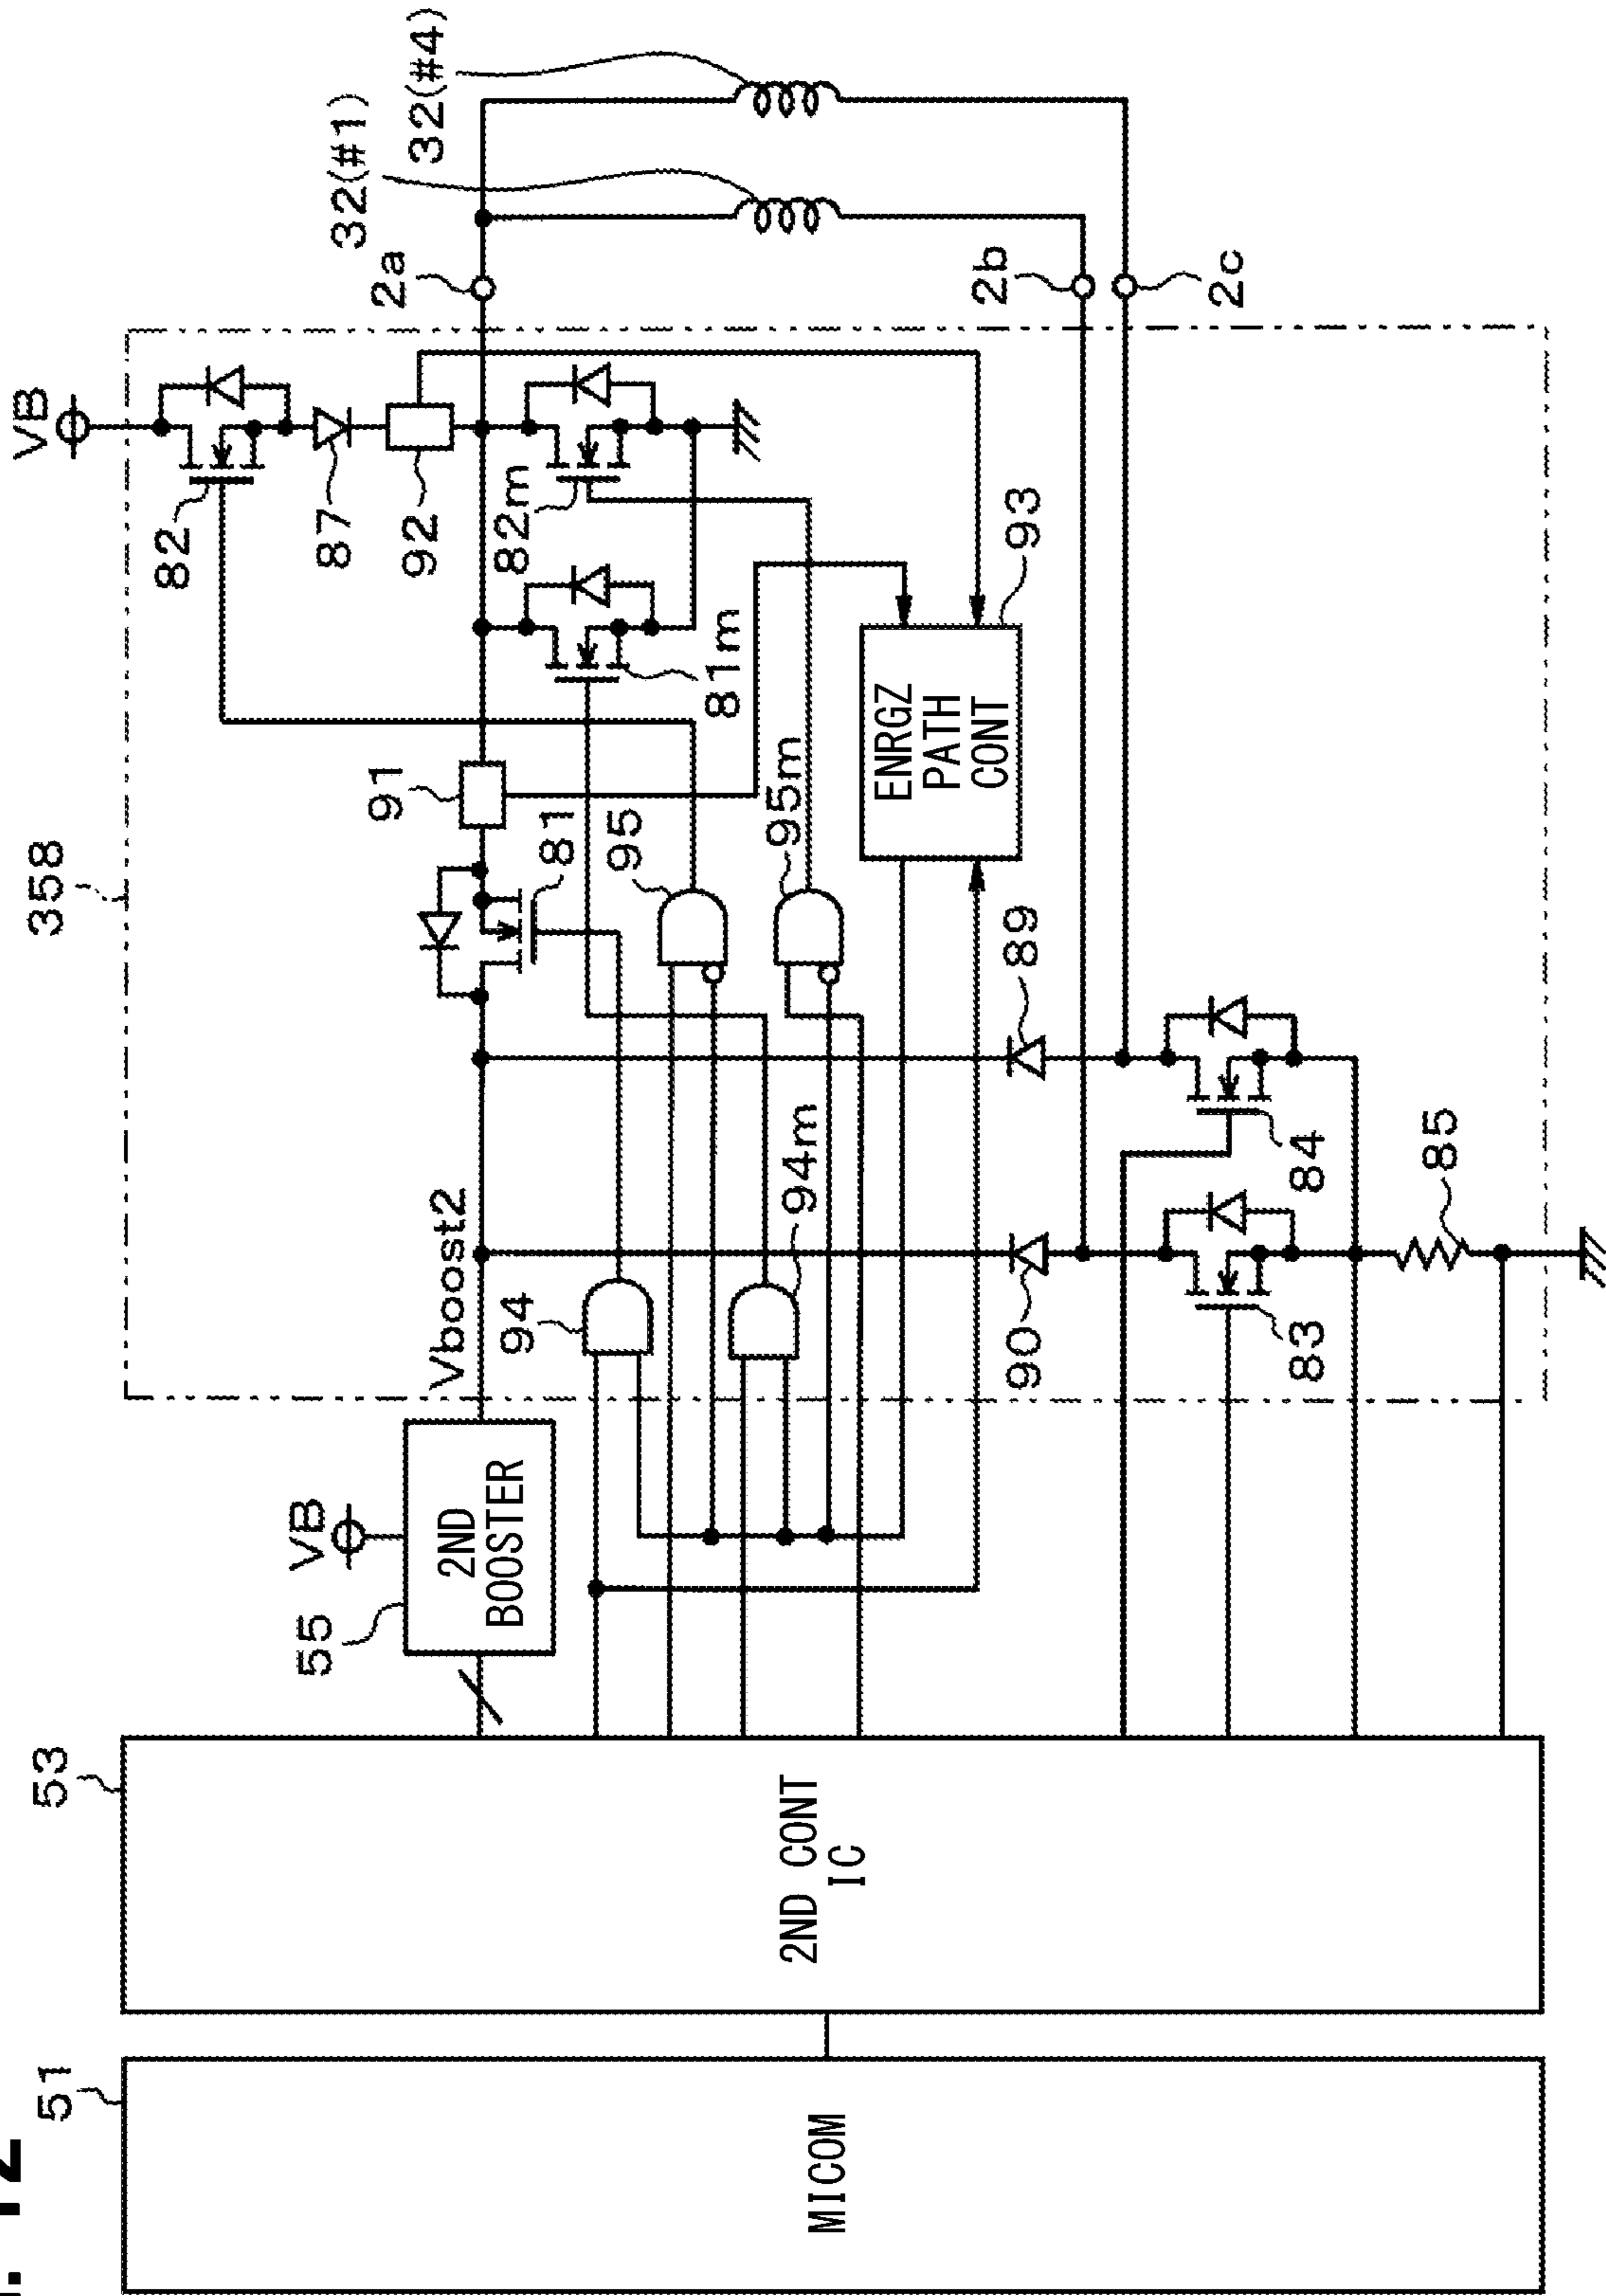 358
VB
82
87
92
82m
81m
91
81
95
95m
93
ENRGZ
PATH
CONT
2a
2b
2c
32(#1)
32(#4)
Vboost2
94
94m
89
90
84
83
85
VB
55
2ND
BOOSTER
53
2ND CONT
IC
51
MICOM
12